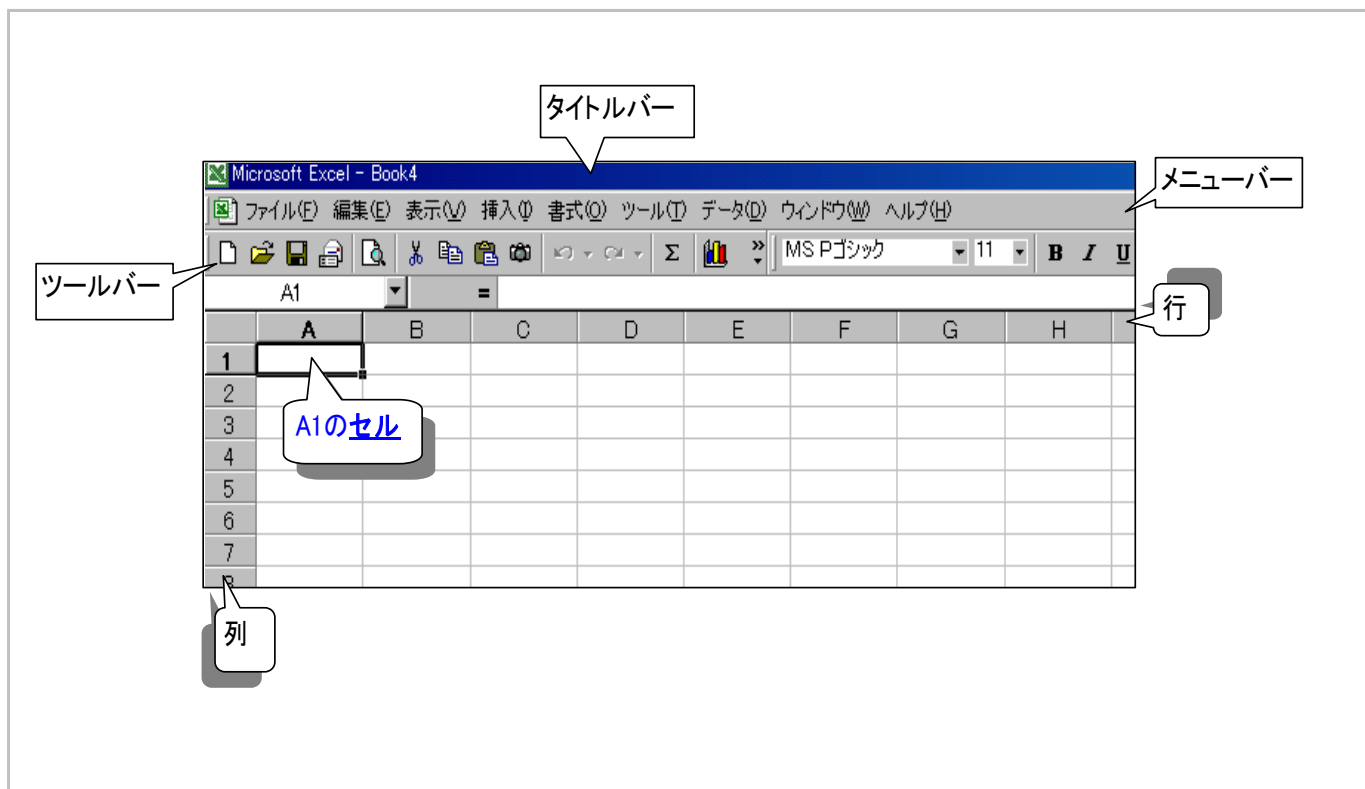 タイトルバー
Microsoft Excel - Book4
メニューバー
ファイル(F) 編集(E) 表示(V) 挿入(I) 書式(O) ツール(T) データ(D) ウィンドウ(W) ヘルプ(H)
MS Pゴシック 11 B I U
ツールバー
A1 =
行
A B C D E F G H
1
2
3
A1のセル
4
5
6
7
8
列